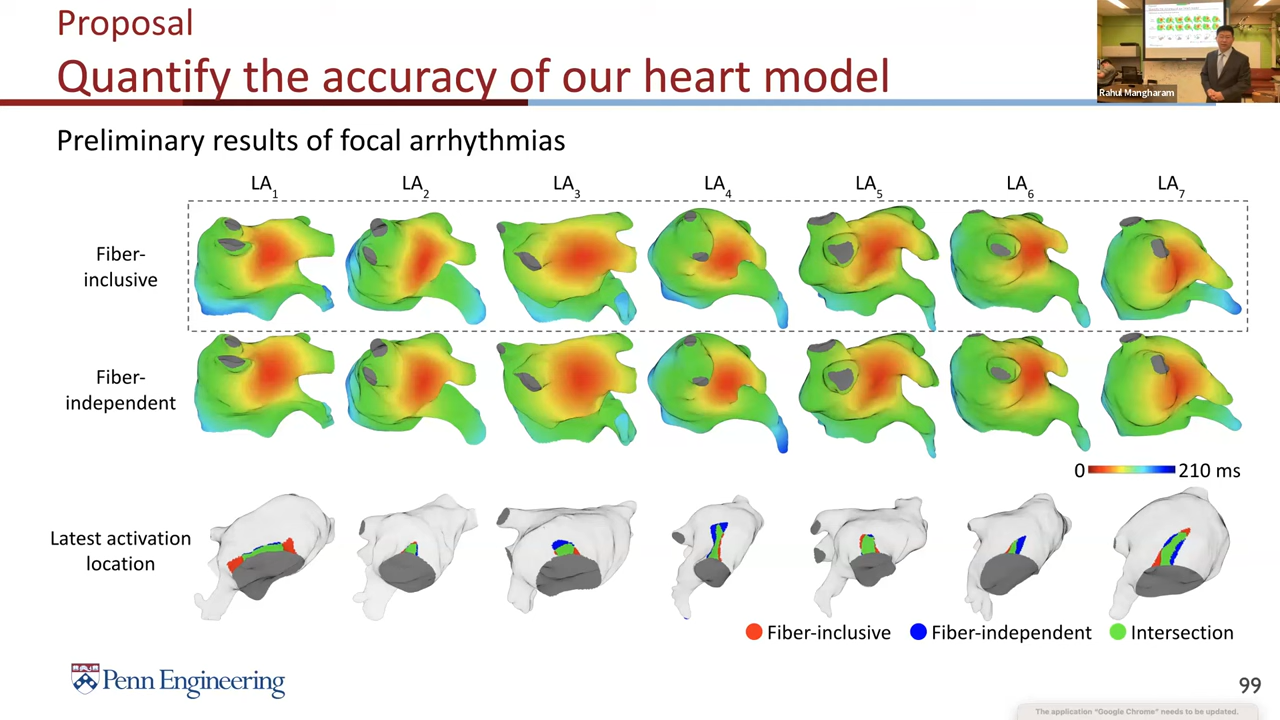 Proposal
Quantify the accuracy of our heart model
Rahul Mangharam
Preliminary results of focal arrhythmias
LA1 LA2 LA3 LA4 LA5 LA6 LA7
Fiber-
inclusive
Fiber-
independent
0 210 ms
Latest activation
location
Fiber-inclusive Fiber-independent Intersection
Penn Engineering
99
The application "Google Chrome" needs to be updated.